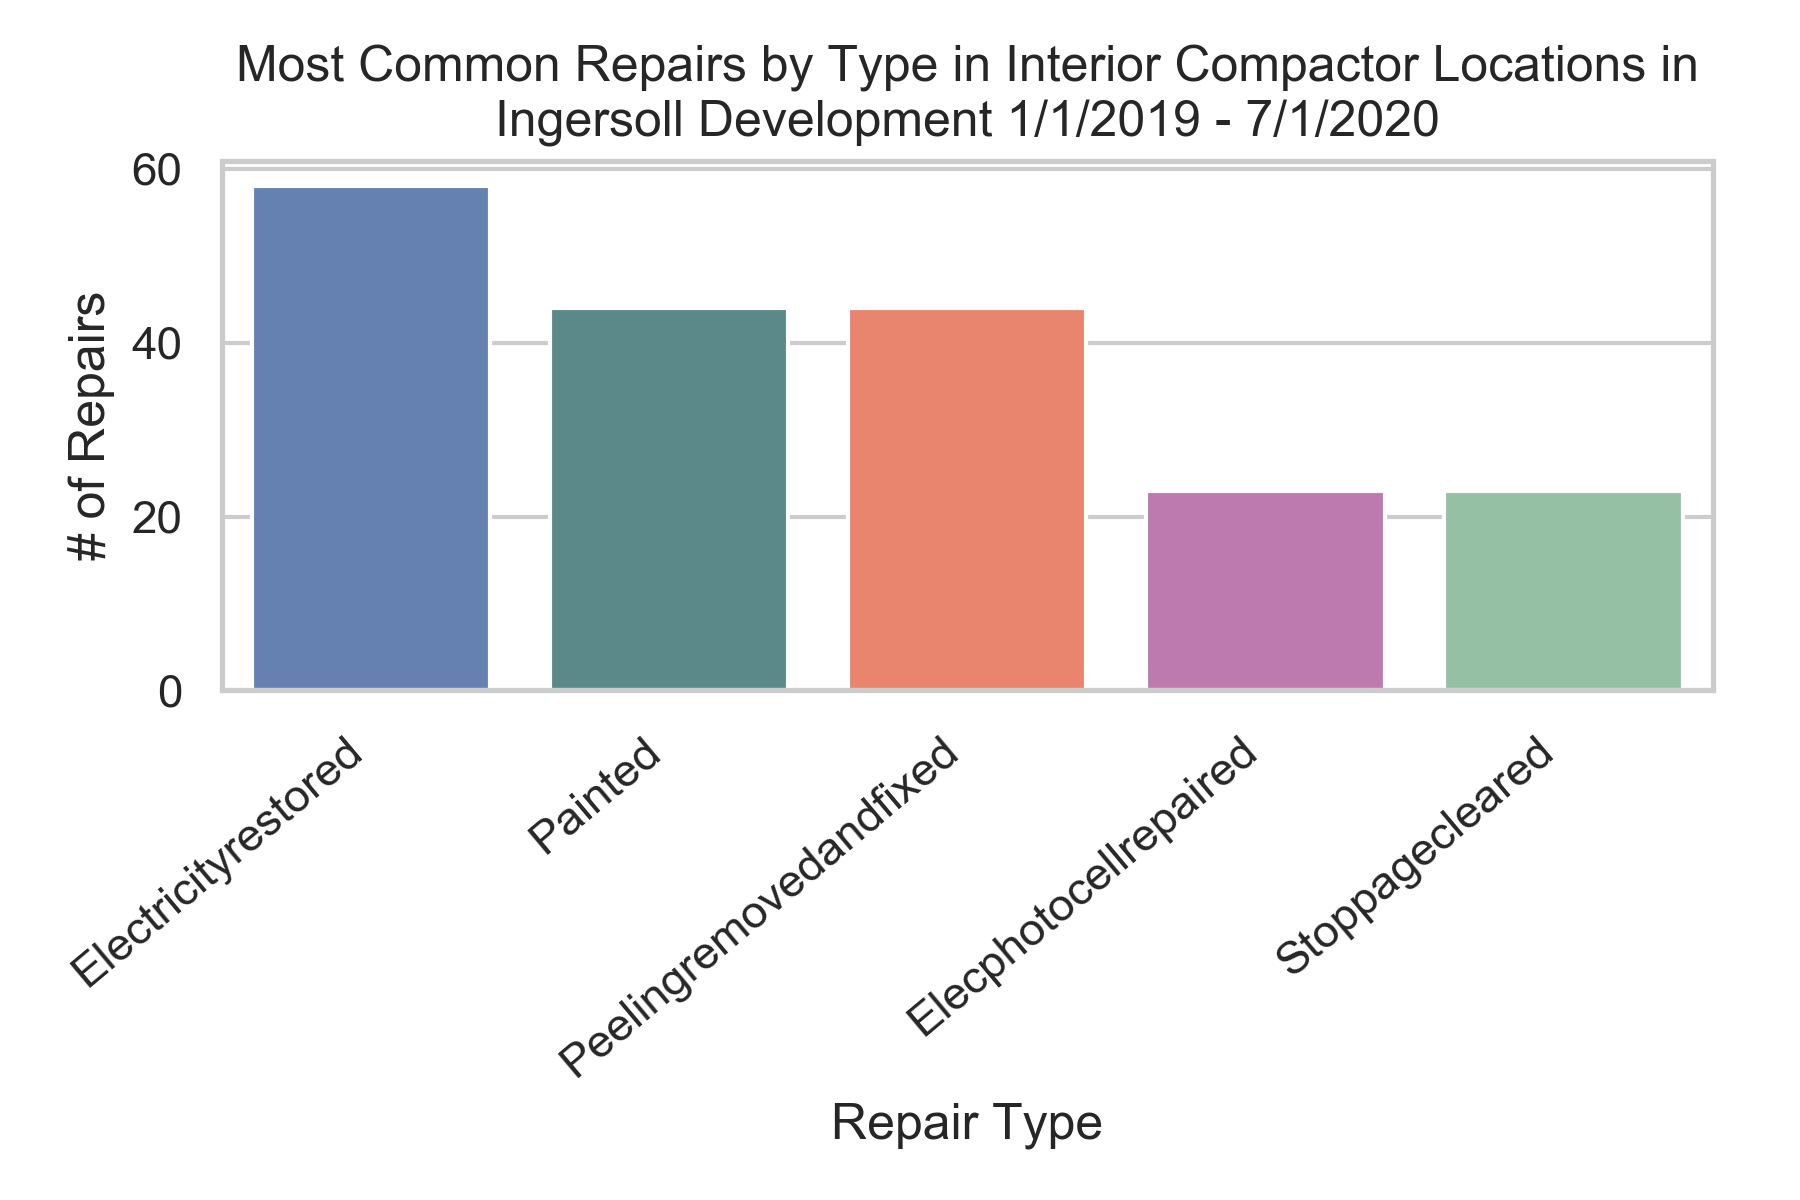 Most Common Repairs by Type in Interior Compactor Locations in
Ingersoll Development 1/1/2019 - 7/1/2020
# of Repairs
60
40
20
0
Electricityrestored
Painted
Peelingremovedandfixed
Elecphotocellrepaired
Stoppagecleared
Repair Type